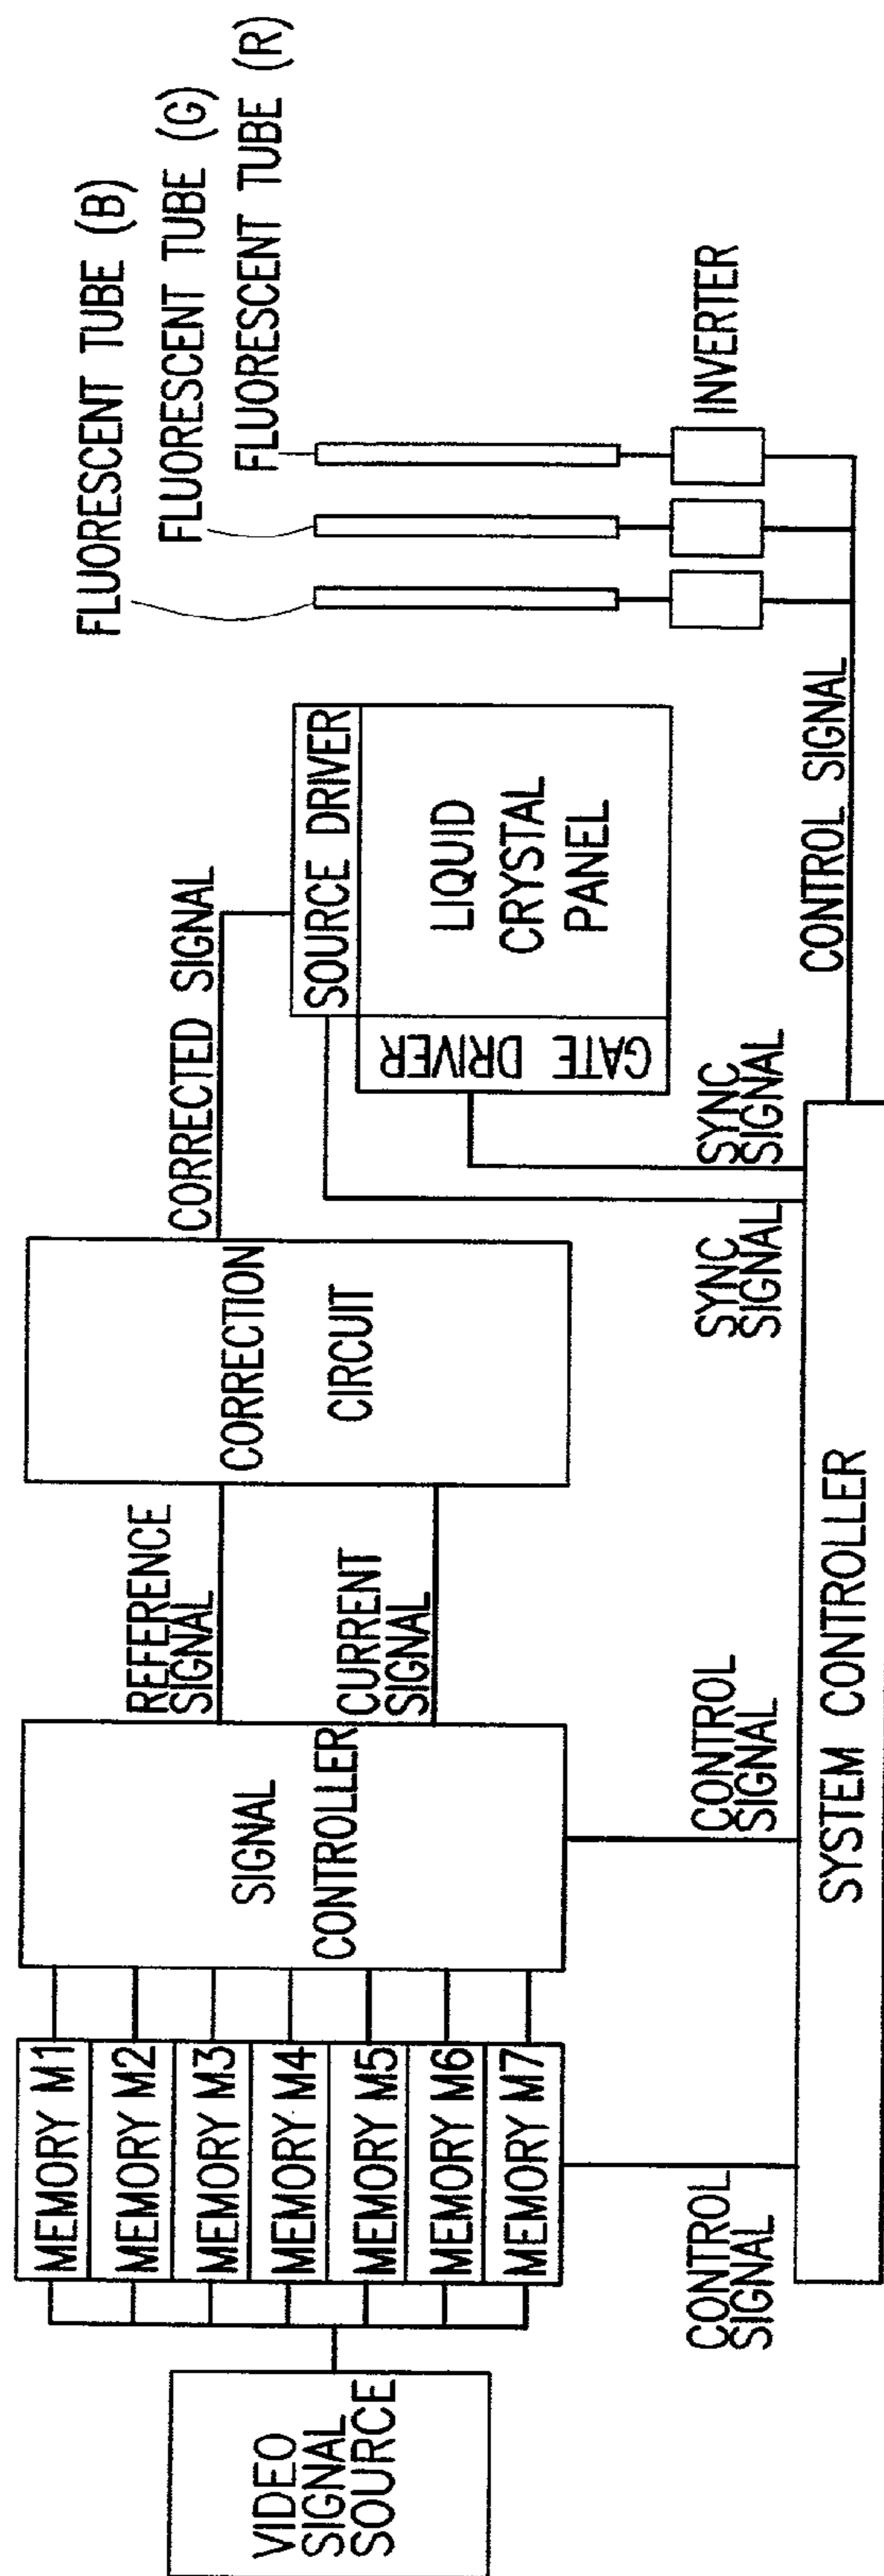 VIDEO
SIGNAL
SOURCE
MEMORY M1
MEMORY M2
MEMORY M3
MEMORY M4
MEMORY M5
MEMORY M6
MEMORY M7
SIGNAL
CONTROLLER
REFERENCE
SIGNAL
CURRENT
SIGNAL
CORRECTION
CIRCUIT
CORRECTED SIGNAL
SOURCE DRIVER
GATE DRIVER
LIQUID
CRYSTAL
PANEL
FLUORESCENT TUBE (B)
FLUORESCENT TUBE (G)
FLUORESCENT TUBE (R)
INVERTER
CONTROL
SIGNAL
CONTROL
SIGNAL
SYNC
SIGNAL
SYNC
SIGNAL
CONTROL SIGNAL
SYSTEM CONTROLLER